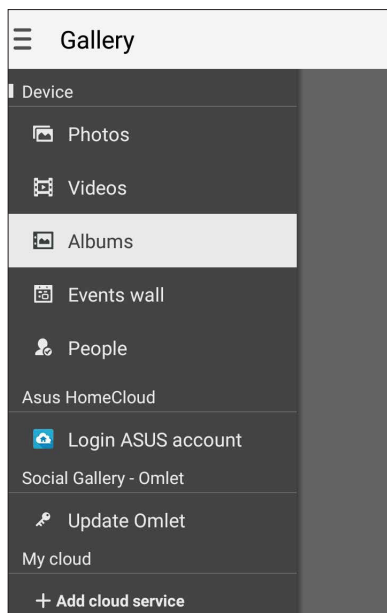 Gallery
Device
Photos
Videos
Albums
Events wall
People
Asus HomeCloud
Login ASUS account
Social Gallery - Omlet
Update Omlet
My cloud
+ Add cloud service